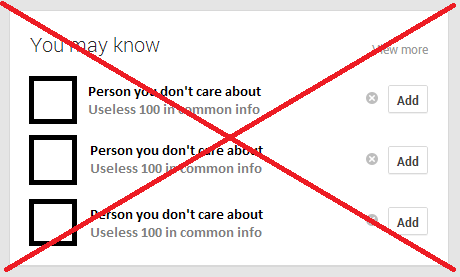 You may know
View more
Person you don't care about
Useless 100 in common info
Add
Person you don't care about
Useless 100 in common info
Add
Person you don't care about
Useless 100 in common info
Add